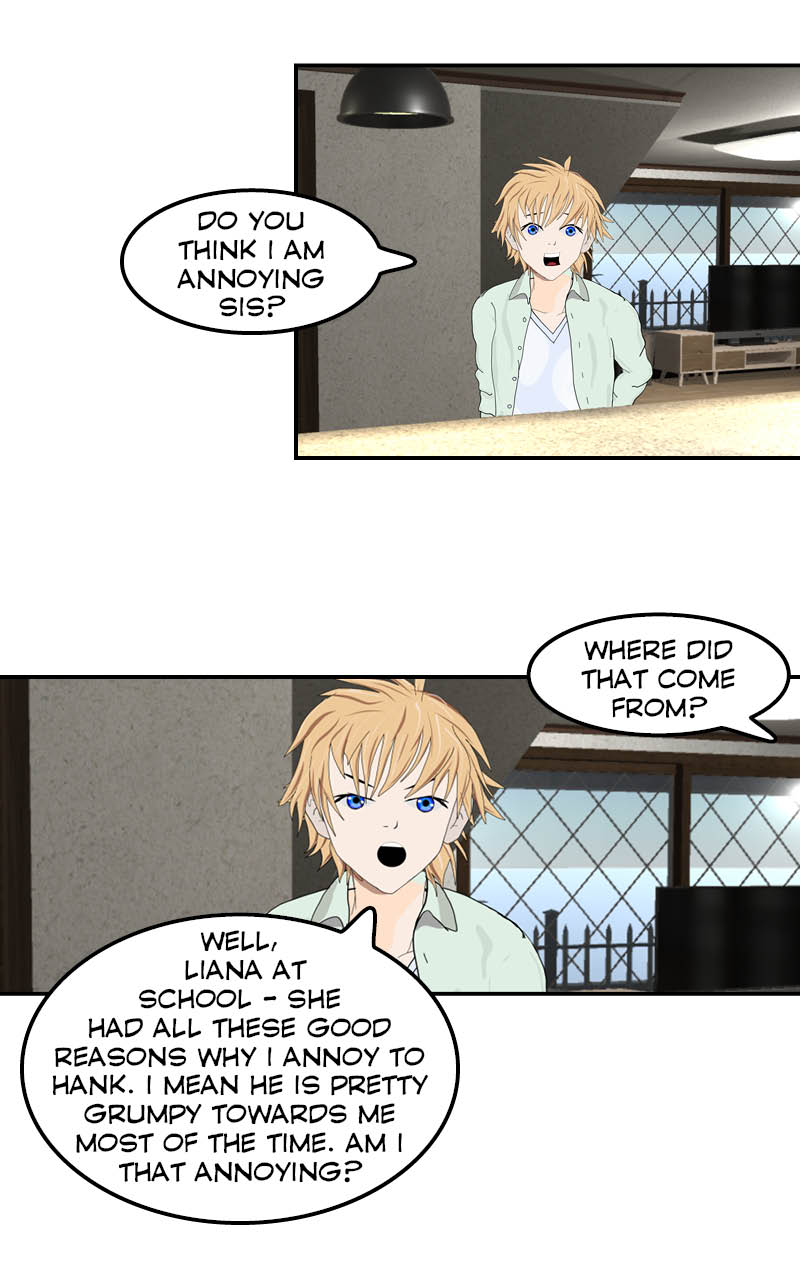 DO YOU
THINK I AM
ANNOYING
SIS?
WHERE DID
THAT COME
FROM?
WELL,
LIANA AT
SCHOOL - SHE
HAD ALL THESE GOOD
REASONS WHY I ANNOY TO
HANK. I MEAN HE IS PRETTY
GRUMPY TOWARDS ME
MOST OF THE TIME. AM I
THAT ANNOYING?